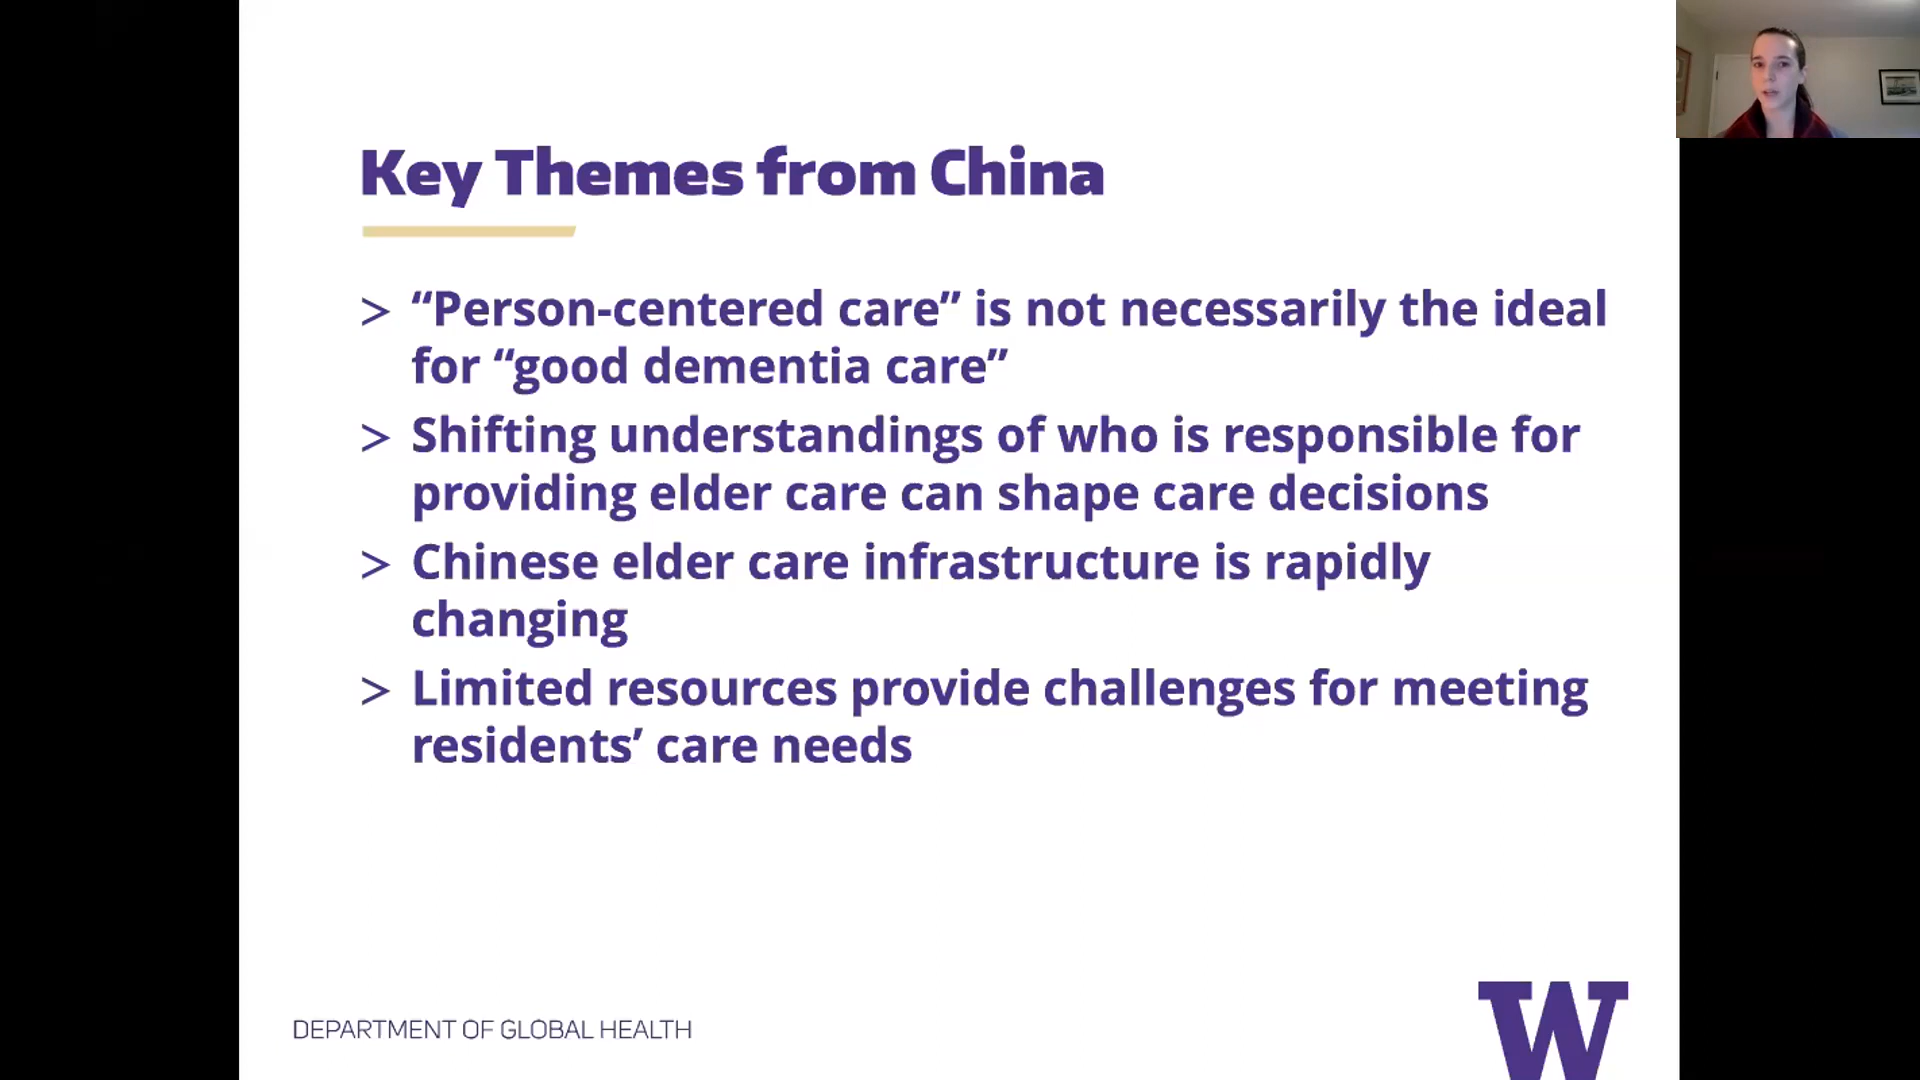 Key Themes from China
> “Person-centered care” is not necessarily the ideal
for “good dementia care”
> Shifting understandings of who is responsible for
providing elder care can shape care decisions
> Chinese elder care infrastructure is rapidly
changing
> Limited resources provide challenges for meeting
residents’ care needs
DEPARTMENT OF GLOBAL HEALTH
W